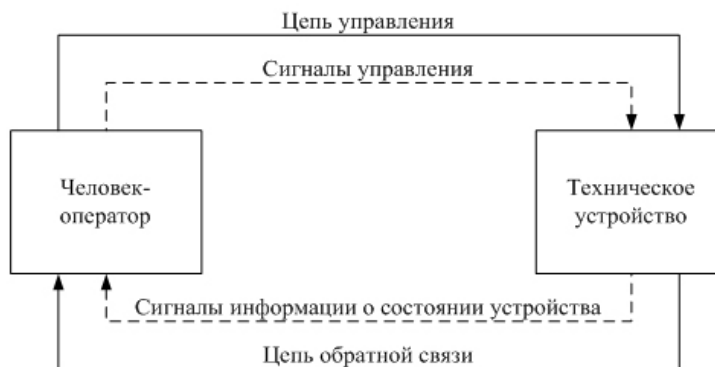 Цепь управления
Сигналы управления
Человек-
оператор
Техническое
устройство
Сигналы информации о состоянии устройства
Цепь обратной связи